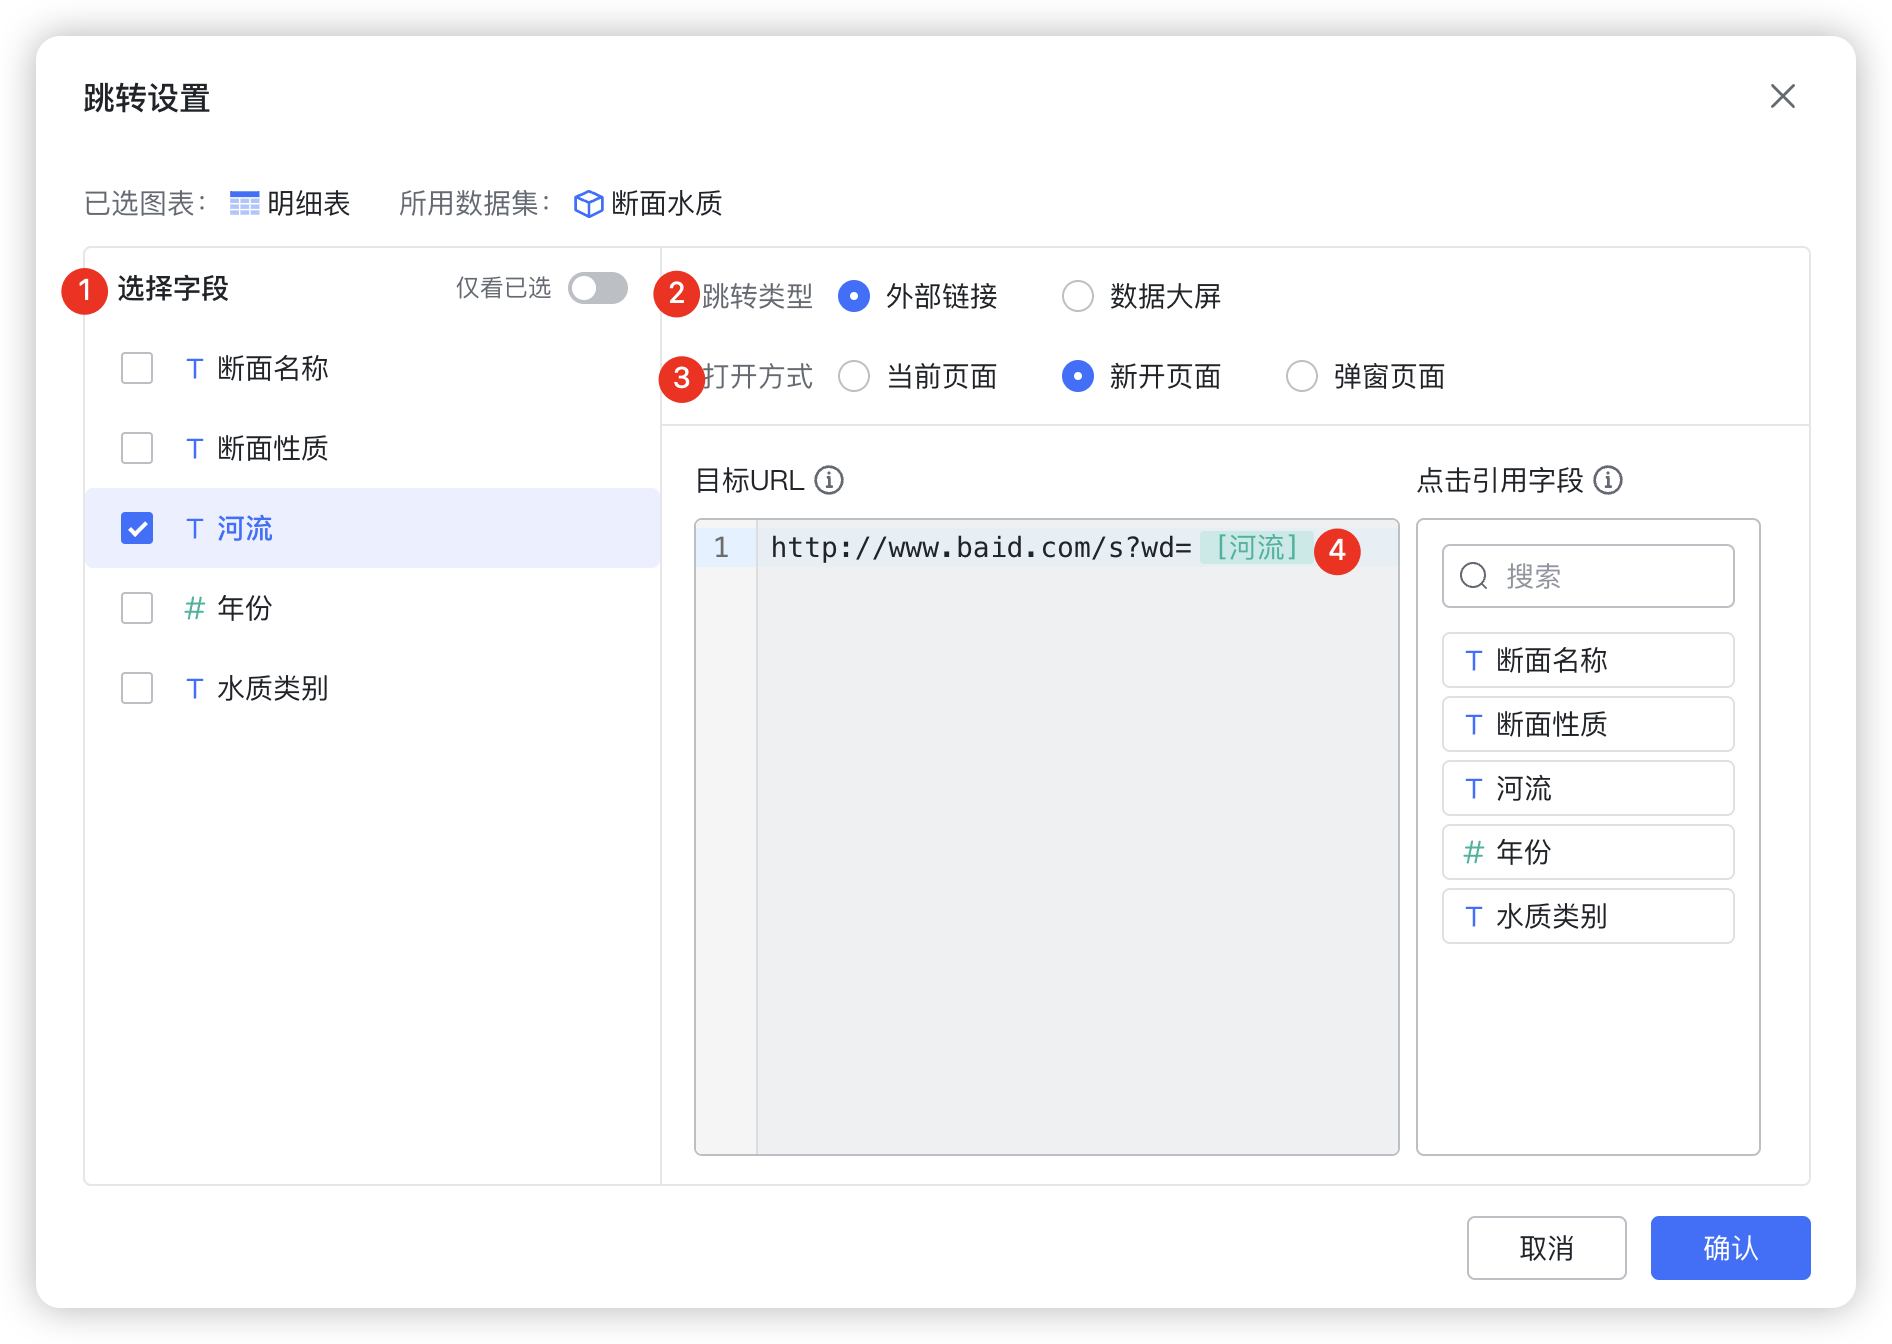 跳转设置
已选图表： 明细表 所用数据集： 断面水质
1 选择字段 仅看已选
T 断面名称
T 断面性质
T 河流
# 年份
T 水质类别
2 跳转类型 外部链接 数据大屏
3 打开方式 当前页面 新开页面 弹窗页面
目标URL
1 http://www.baid.com/s?wd= [河流] 4
点击引用字段
搜索
T 断面名称
T 断面性质
T 河流
# 年份
T 水质类别
取消 确认